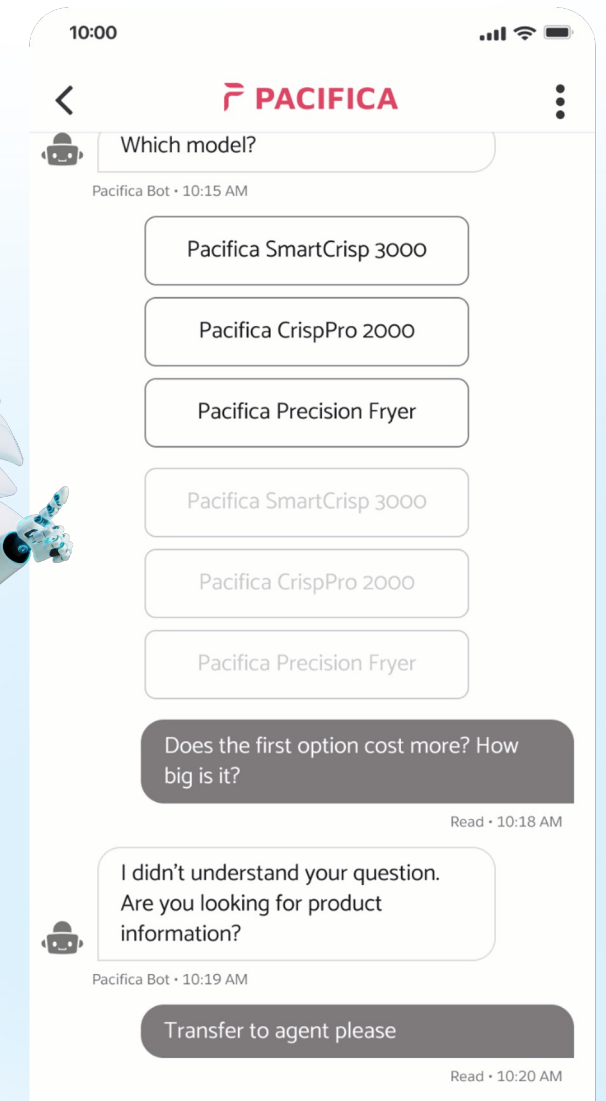 10:00
PACIFICA
Which model?
Pacifica Bot • 10:15 AM
Pacifica SmartCrisp 3000
Pacifica CrispPro 2000
Pacifica Precision Fryer
Pacifica SmartCrisp 3000
Pacifica CrispPro 2000
Pacifica Precision Fryer
Does the first option cost more? How
big is it?
Read • 10:18 AM
I didn't understand your question.
Are you looking for product
information?
Pacifica Bot • 10:19 AM
Transfer to agent please
Read • 10:20 AM